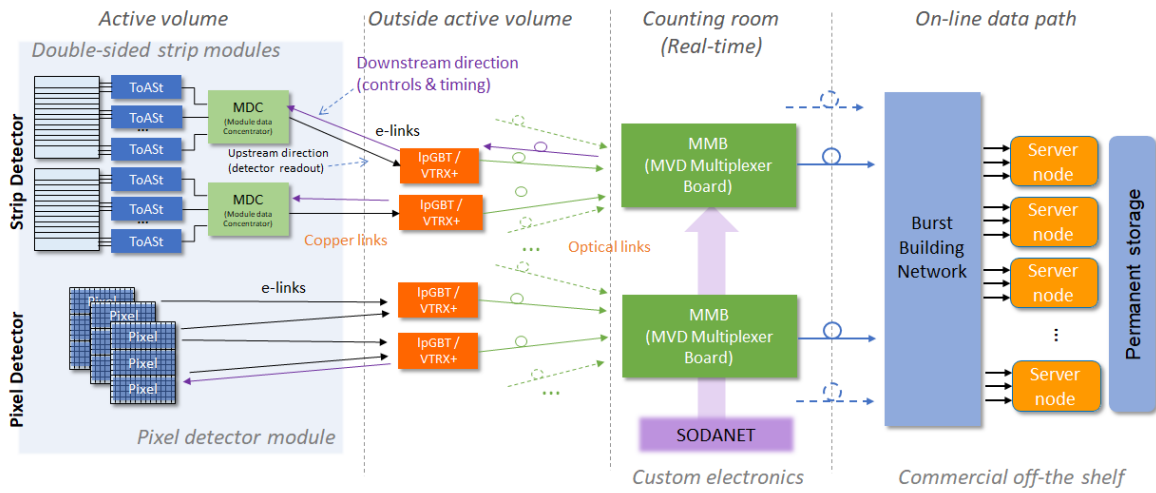 Active volume
Outside active volume
Counting room
(Real-time)
On-line data path
Double-sided strip modules
Strip Detector
ToASt
ToASt
...
ToASt
MDC
(Module data
Concentrator)
ToASt
ToASt
...
ToASt
MDC
(Module data
Concentrator)
Downstream direction
(controls & timing)
e-links
Upstream direction
(detector readout)
lpGBT /
VTRX+
lpGBT /
VTRX+
Copper links
Optical links
...
MMB
(MVD Multiplexer
Board)
Pixel Detector
Pixel
Pixel
Pixel
Pixel
Pixel
e-links
lpGBT /
VTRX+
lpGBT /
VTRX+
...
MMB
(MVD Multiplexer
Board)
SODANET
Burst
Building
Network
Server
node
Server
node
Server
node
...
Server
node
Permanent storage
Pixel detector module
Custom electronics
Commercial off-the shelf